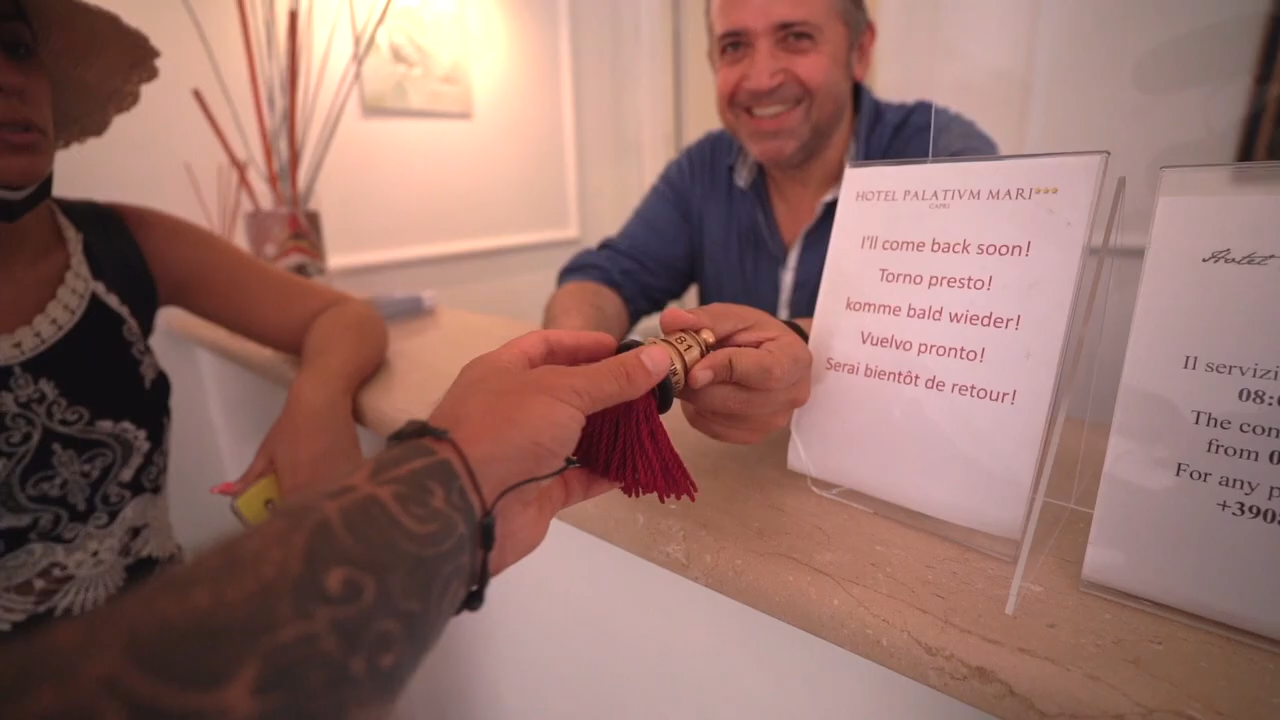 HOTEL PALATIVM MARI***
CAPRI
I'll come back soon!
Torno presto!
komme bald wieder!
Vuelvo pronto!
Serai bientôt de retour!
81
Hotel
Il servizi
08:
The con
from 0
For any p
+390